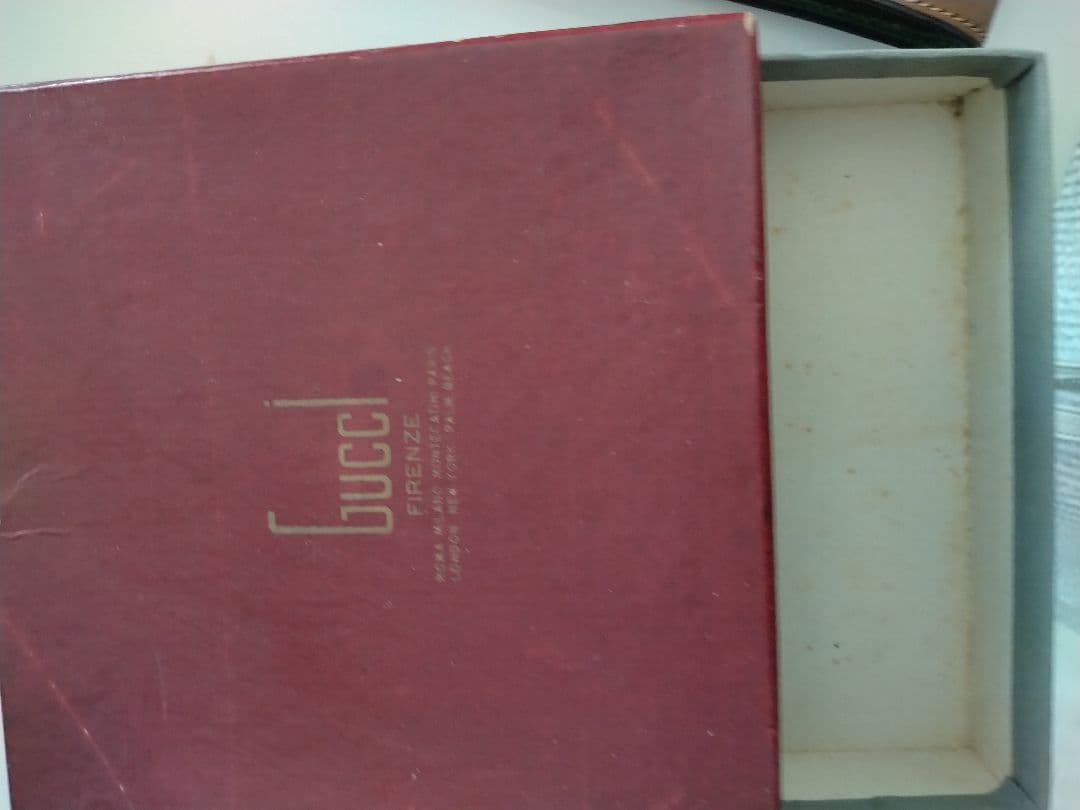 Gucci
FIRENZE
ROMA MILANO MONTECATINI PARIS
LONDON NEW YORK PALM BEACH